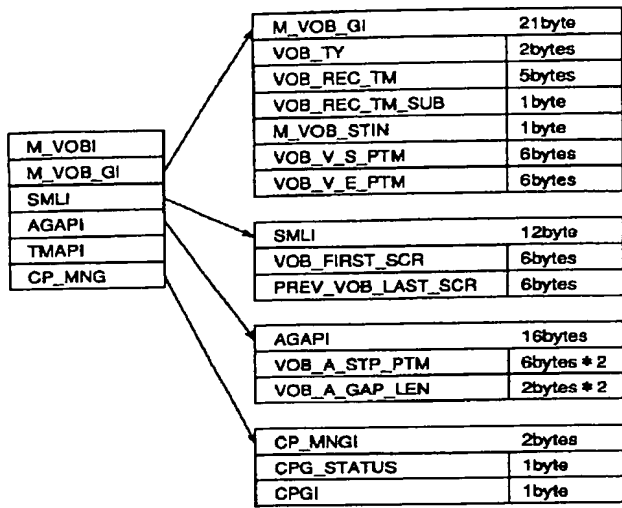 M_VOBI
M_VOB_GI
SMLI
AGAPI
TMAPI
CP_MNG
M_VOB_GI 21byte
VOB_TY 2bytes
VOB_REC_TM 5bytes
VOB_REC_TM_SUB 1byte
M_VOB_STIN 1byte
VOB_V_S_PTM 6bytes
VOB_V_E_PTM 6bytes
SMLI 12byte
VOB_FIRST_SCR 6bytes
PREV_VOB_LAST_SCR 6bytes
AGAPI 16bytes
VOB_A_STP_PTM 6bytes * 2
VOB_A_GAP_LEN 2bytes * 2
CP_MNGI 2bytes
CPG_STATUS 1byte
CPGI 1byte